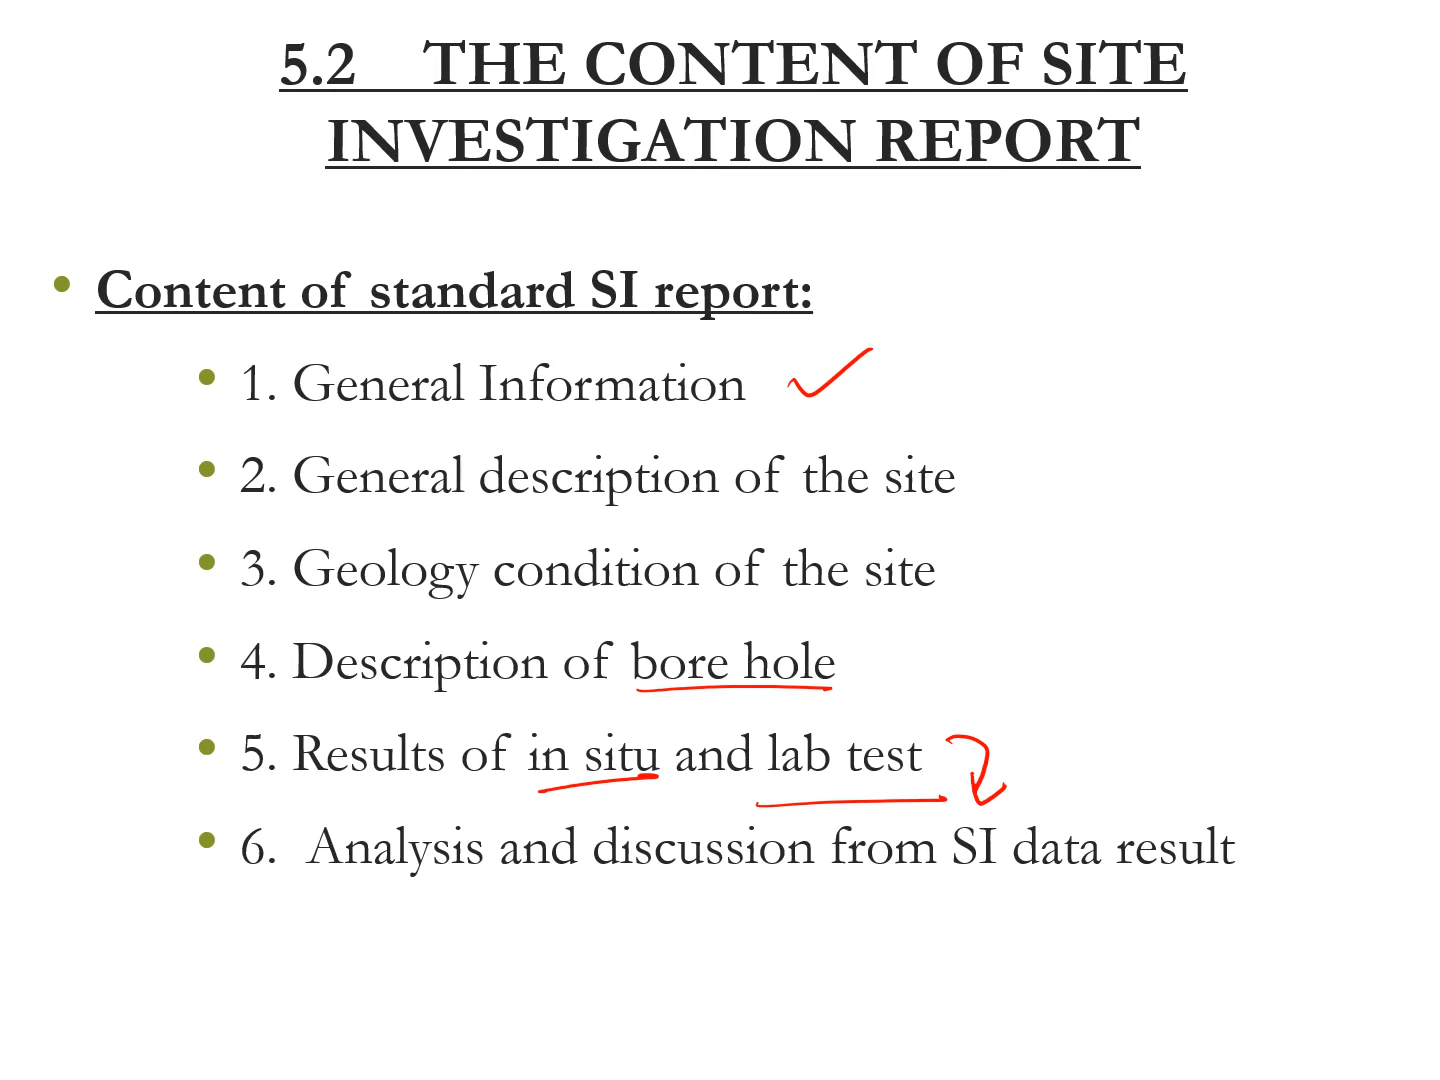 5.2 THE CONTENT OF SITE
INVESTIGATION REPORT
• Content of standard SI report:
• 1. General Information
• 2. General description of the site
• 3. Geology condition of the site
• 4. Description of bore hole
• 5. Results of in situ and lab test
• 6. Analysis and discussion from SI data result